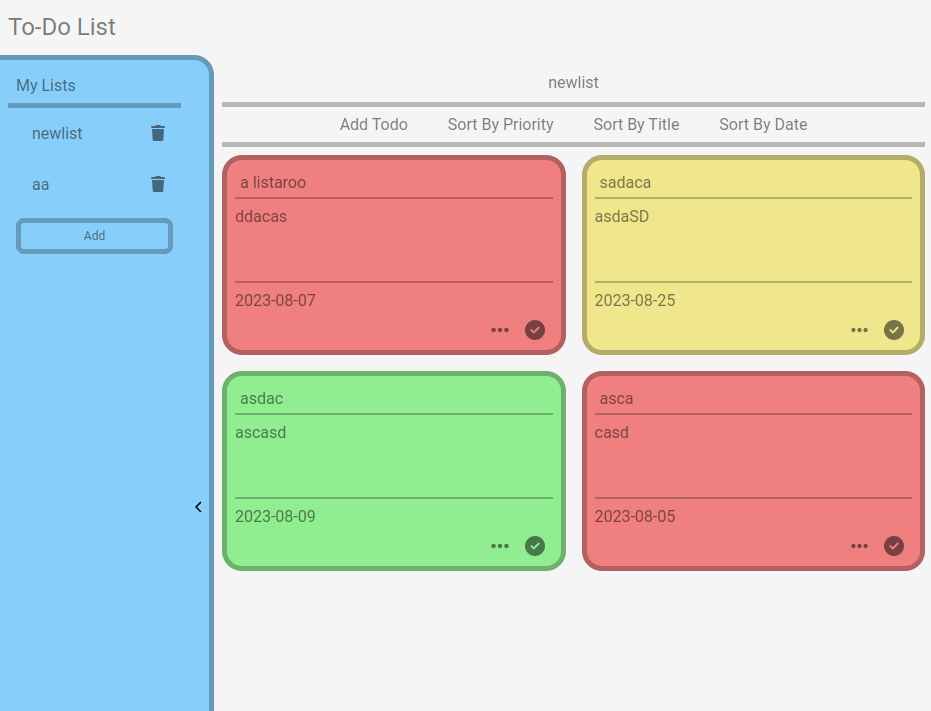 To-Do List
My Lists
newlist
aa
Add
newlist
Add Todo Sort By Priority Sort By Title Sort By Date
a listaroo
ddacas
2023-08-07
sadaca
asdaSD
2023-08-25
asdac
ascasd
2023-08-09
asca
casd
2023-08-05